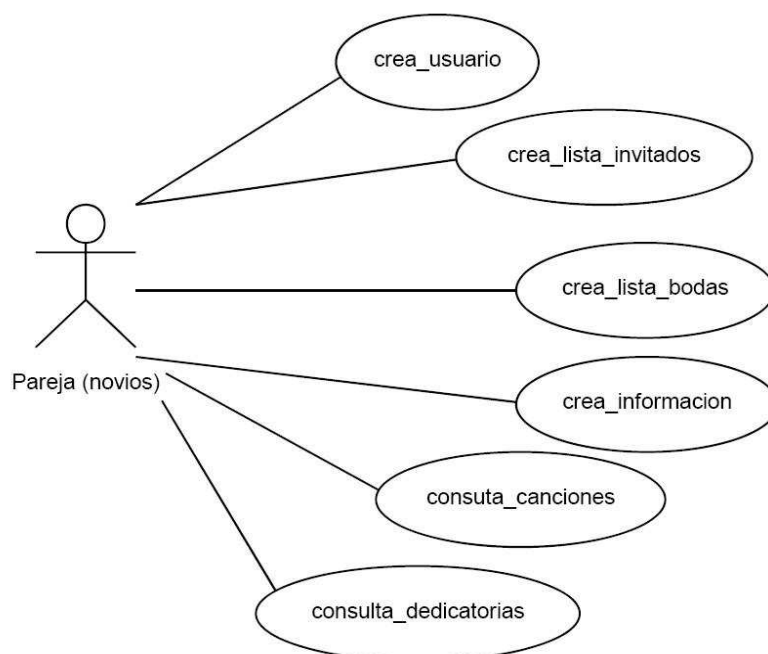 crea_usuario
crea_lista_invitados
crea_lista_bodas
Pareja (novios)
crea_informacion
consuta_canciones
consulta_dedicatorias